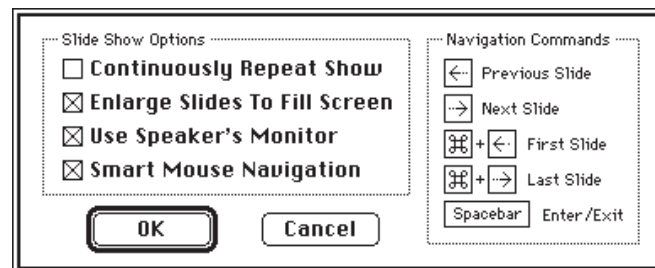 Slide Show Options
Continuously Repeat Show
Enlarge Slides To Fill Screen
Use Speaker's Monitor
Smart Mouse Navigation
OK
Cancel
Navigation Commands
← Previous Slide
→ Next Slide
⌘ + ← First Slide
⌘ + → Last Slide
Spacebar Enter/Exit